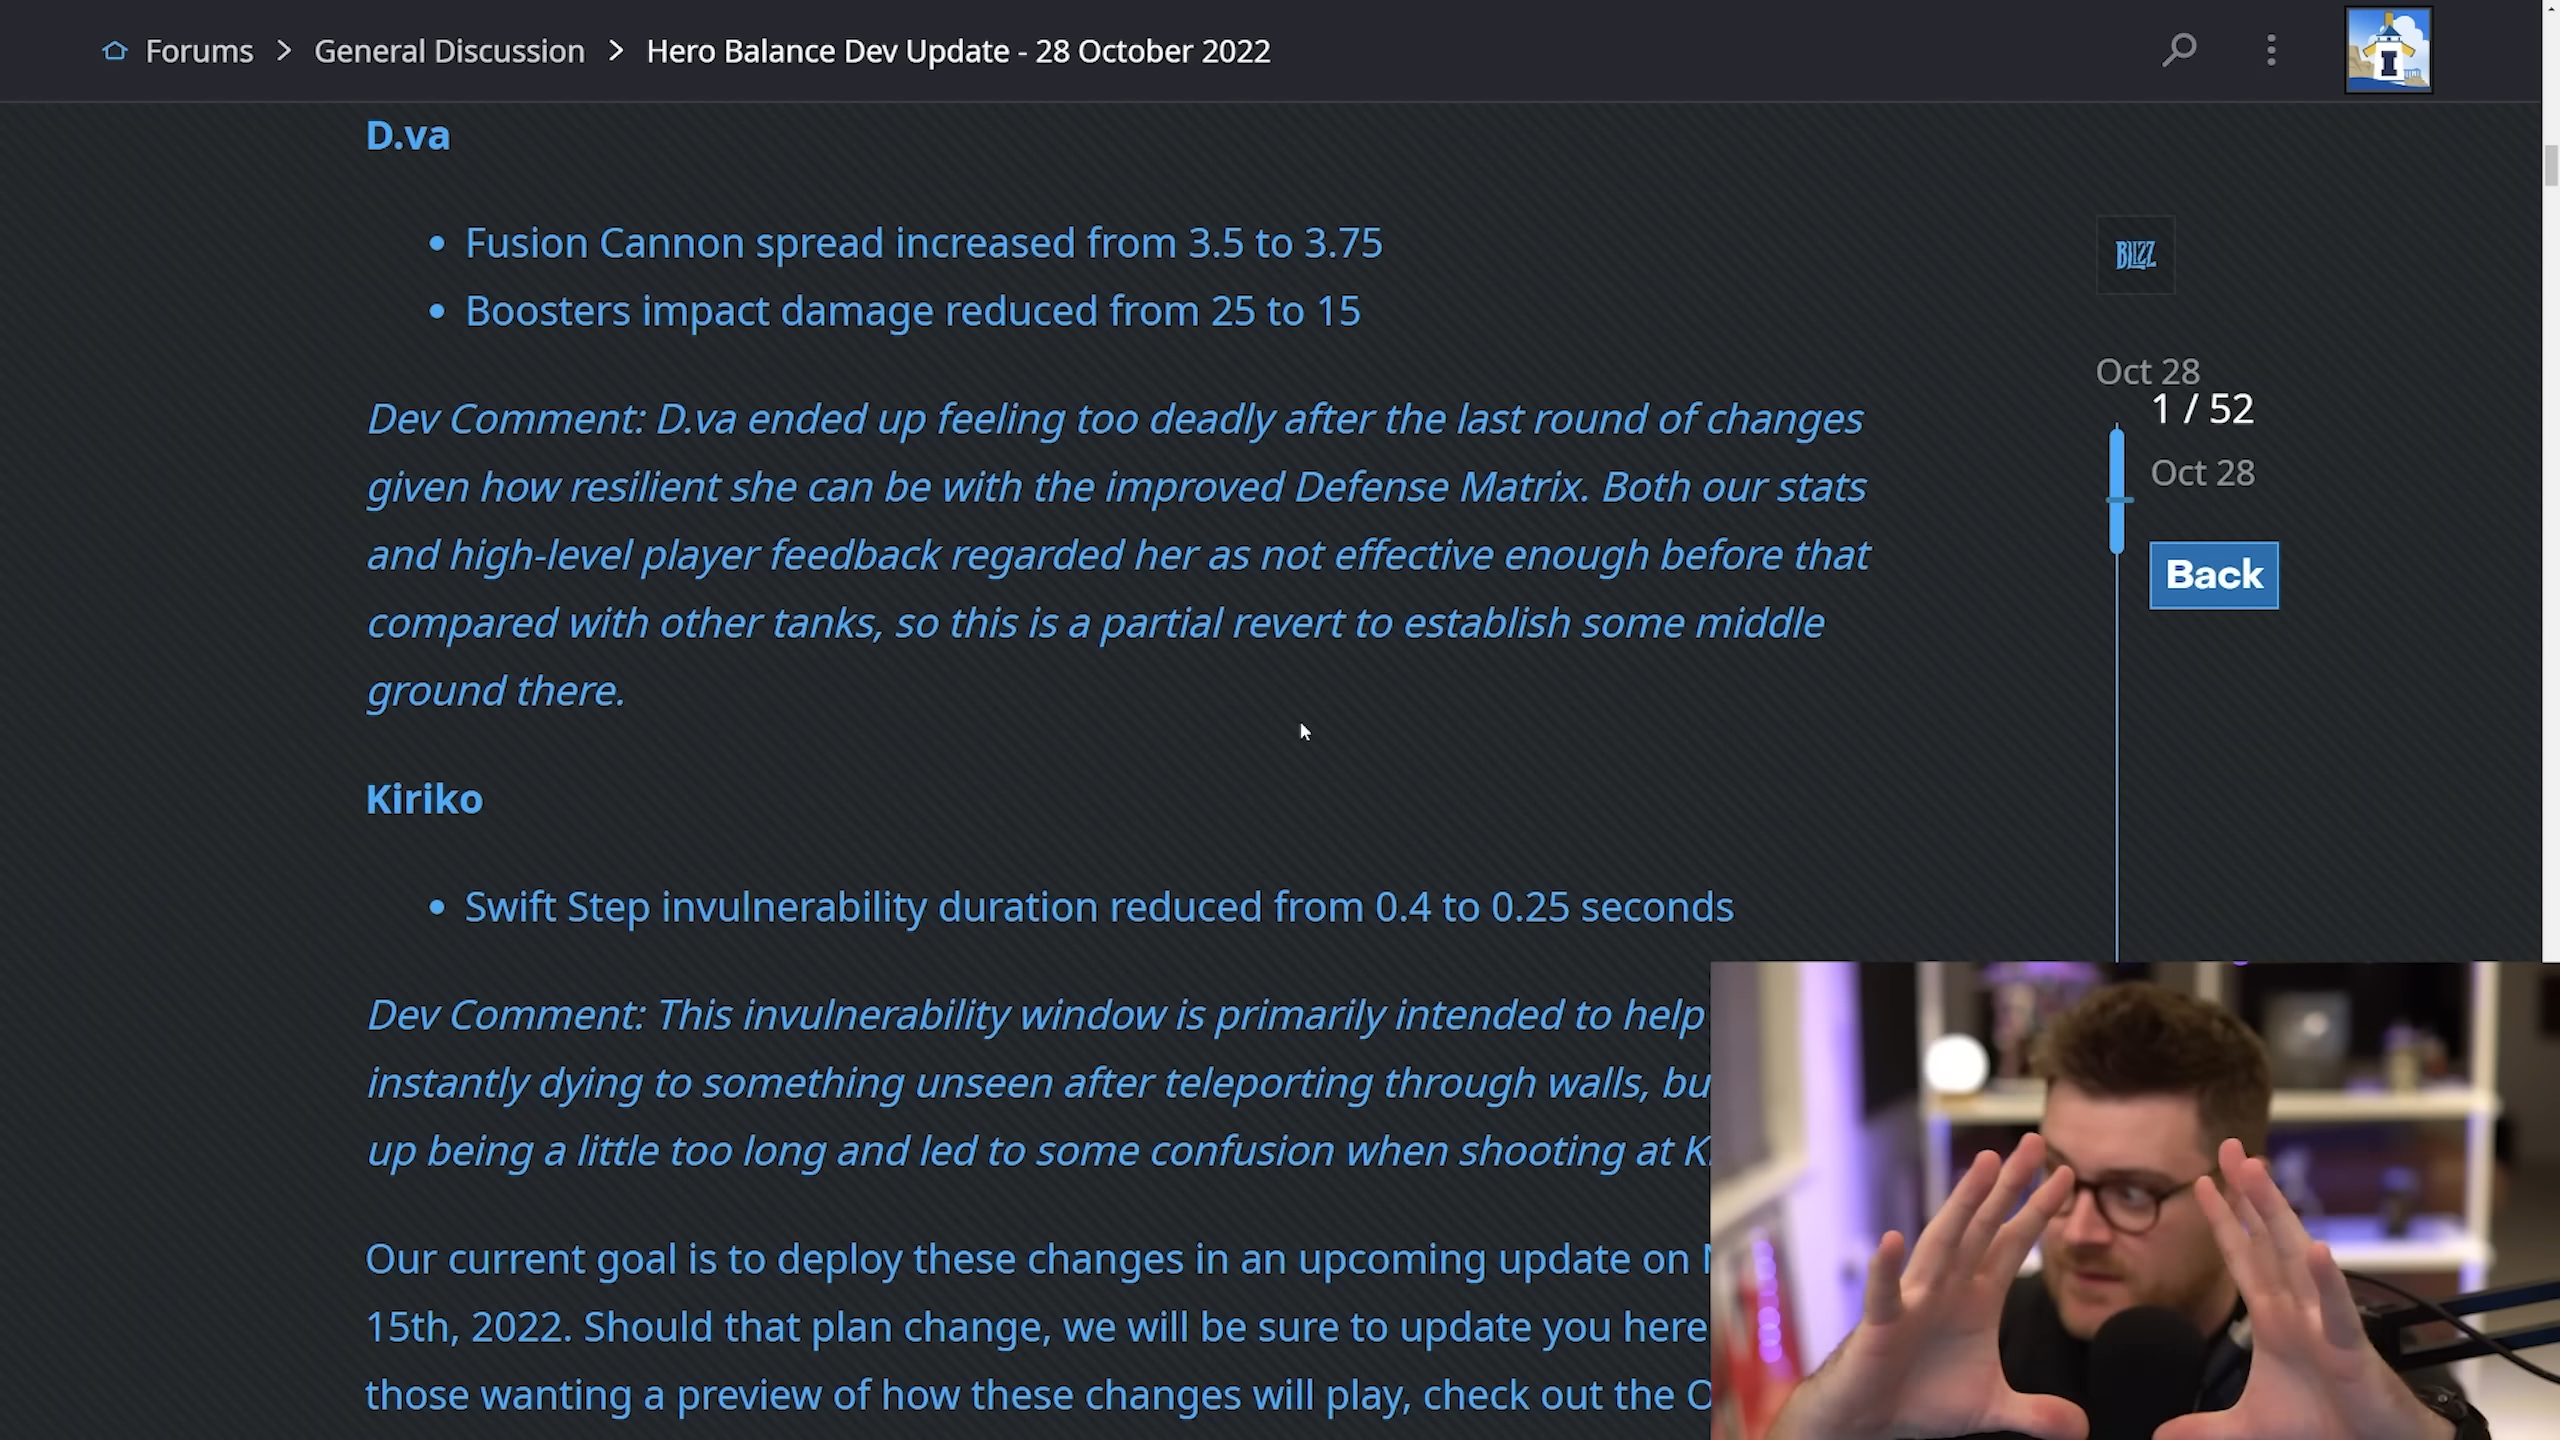 Forums > General Discussion > Hero Balance Dev Update - 28 October 2022
D.va
• Fusion Cannon spread increased from 3.5 to 3.75
• Boosters impact damage reduced from 25 to 15
BLIZZ
Oct 28
1 / 52
Oct 28
Back
Dev Comment: D.va ended up feeling too deadly after the last round of changes
given how resilient she can be with the improved Defense Matrix. Both our stats
and high-level player feedback regarded her as not effective enough before that
compared with other tanks, so this is a partial revert to establish some middle
ground there.
Kiriko
• Swift Step invulnerability duration reduced from 0.4 to 0.25 seconds
Dev Comment: This invulnerability window is primarily intended to help
instantly dying to something unseen after teleporting through walls,
up being a little too long and led to some confusion when shooting at
Our current goal is to deploy these changes in an upcoming update on
15th, 2022. Should that plan change, we will be sure to update you here
those wanting a preview of how these changes will play, check out the